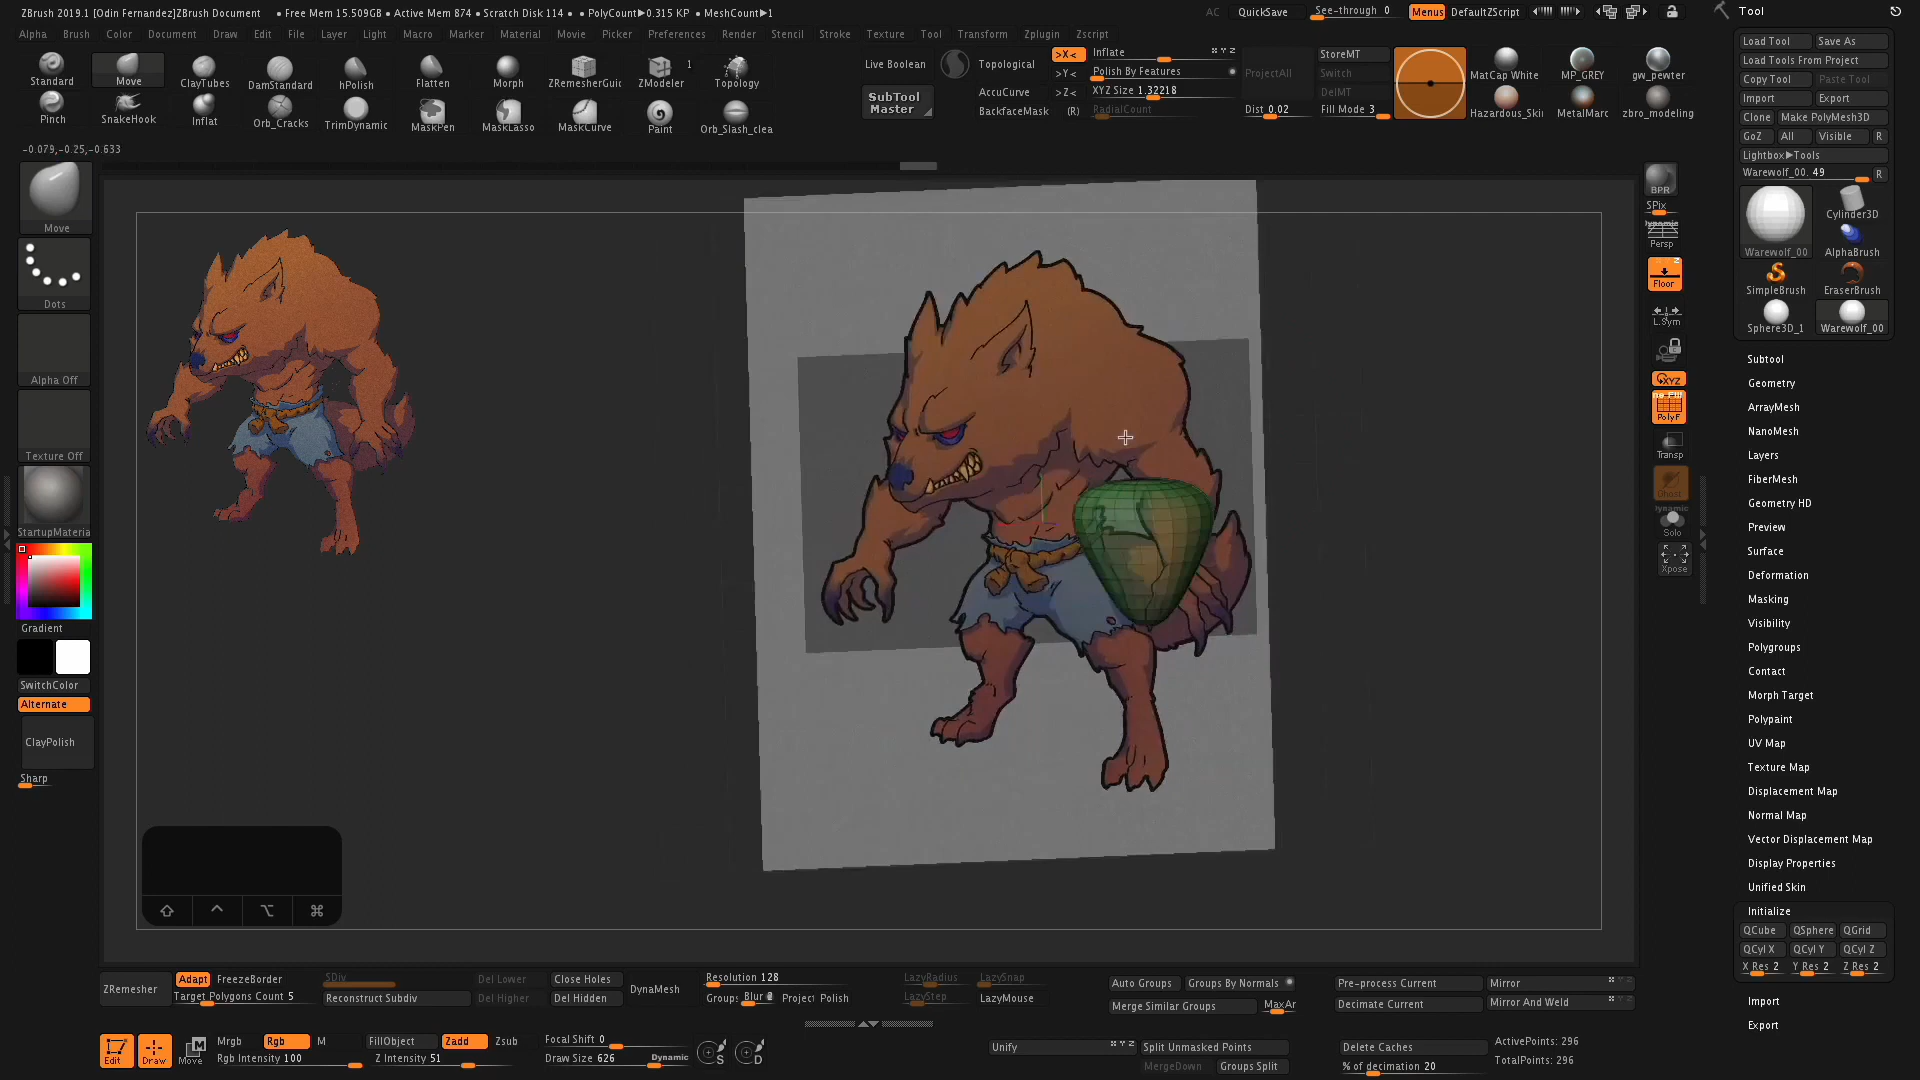 ZBrush 2019.1 [Odin Fernandez]ZBrush Document • Free Mem 15.509GB • Active Mem 874 • Scratch Disk 114 • • PolyCount▶0.315 KP • MeshCount▶1
AC QuickSave See-through 0 Menus DefaultZScript
Tool
Alpha Brush Color Document Draw Edit File Layer Light Macro Marker Material Movie Picker Preferences Render Stencil Stroke Texture Tool Transform Zplugin Zscript
Load Tool Save As
Load Tools From Project
Copy Tool Paste Tool
Import Export
Clone Make PolyMesh3D
GoZ All Visible R
Lightbox▶Tools
Warewolf_00. 49 R
Standard Move ClayTubes DamStandard hPolish Flatten Morph ZRemesherGuid ZModeler 1 Topology
Pinch SnakeHook Inflat Orb_Cracks TrimDynamic MaskPen MaskLasso MaskCurve Paint Orb_Slash_clea
Live Boolean
SubTool Master
Topological
AccuCurve
BackfaceMask (R)
>X<
>Y<
>Z<
Inflate
Polish By Features
XYZ Size 1.32218
RadialCount
ProjectAll
Dist 0.02
StoreMT
Switch
DelMT
Fill Mode 3
MatCap White MP_GREY gw_pewter
Hazardous_Skin MetalMarc zbro_modeling
-0.079,-0.25,-0.633
Move
Dots
Alpha Off
Texture Off
StartupMateria
Gradient
SwitchColor
Alternate
ClayPolish
Sharp
BPR
SPix
Dynamic
Persp
Floor
L.Sym
XYZ
PolyF
Transp
Ghost
Dynamic
Solo
Xpose
Warewolf_00 Cylinder3D
AlphaBrush
SimpleBrush EraserBrush
Sphere3D_1 Warewolf_00
Subtool
Geometry
ArrayMesh
NanoMesh
Layers
FiberMesh
Geometry HD
Preview
Surface
Deformation
Masking
Visibility
Polygroups
Contact
Morph Target
Polypaint
UV Map
Texture Map
Displacement Map
Normal Map
Vector Displacement Map
Display Properties
Unified Skin
Initialize
QCube QSphere QGrid
QCyl X QCyl Y QCyl Z
X Res 2 Y Res 2 Z Res 2
Import
Export
ZRemesher
Adapt FreezeBorder
Target Polygons Count 5
SDiv
Reconstruct Subdiv
Del Lower
Del Higher
Close Holes
Del Hidden
DynaMesh
Resolution 128
Groups Project Polish
LazyRadius LazySnap
LazyStep LazyMouse
Auto Groups Groups By Normals
Merge Similar Groups MaxAn
Pre-process Current
Decimate Current
Mirror
Mirror And Weld
Edit
Draw
Move
Mrgb Rgb M
Rgb Intensity 100
FillObject Zadd Zsub
Z Intensity 51
Focal Shift 0
Draw Size 626 Dynamic
S
D
Unify
Split Unmasked Points
MergeDown Groups Split
Delete Caches
% of decimation 20
ActivePoints: 296
TotalPoints: 296